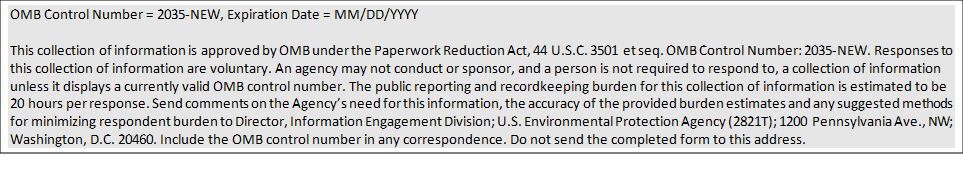 OMB Control Number = 2035-NEW, Expiration Date = MM/DD/YYYY
This collection of information is approved by OMB under the Paperwork Reduction Act, 44 U.S.C. 3501 et seq. OMB Control Number: 2035-NEW. Responses to
this collection of information are voluntary. An agency may not conduct or sponsor, and a person is not required to respond to, a collection of information
unless it displays a currently valid OMB control number. The public reporting and recordkeeping burden for this collection of information is estimated to be
20 hours per response. Send comments on the Agency’s need for this information, the accuracy of the provided burden estimates and any suggested methods
for minimizing respondent burden to Director, Information Engagement Division; U.S. Environmental Protection Agency (2821T); 1200 Pennsylvania Ave., NW;
Washington, D.C. 20460. Include the OMB control number in any correspondence. Do not send the completed form to this address.